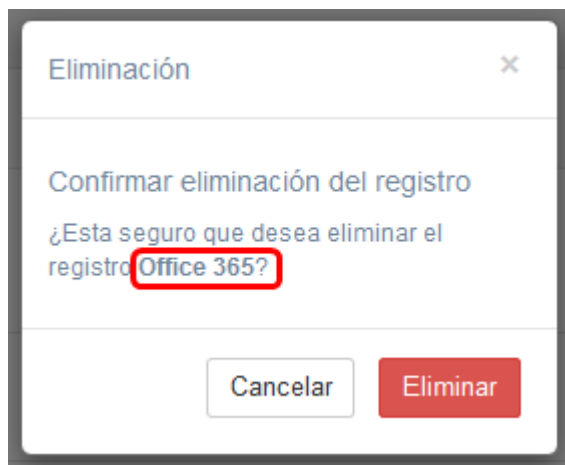 Eliminación ×
Confirmar eliminación del registro
¿Esta seguro que desea eliminar el
registro Office 365?
Cancelar Eliminar